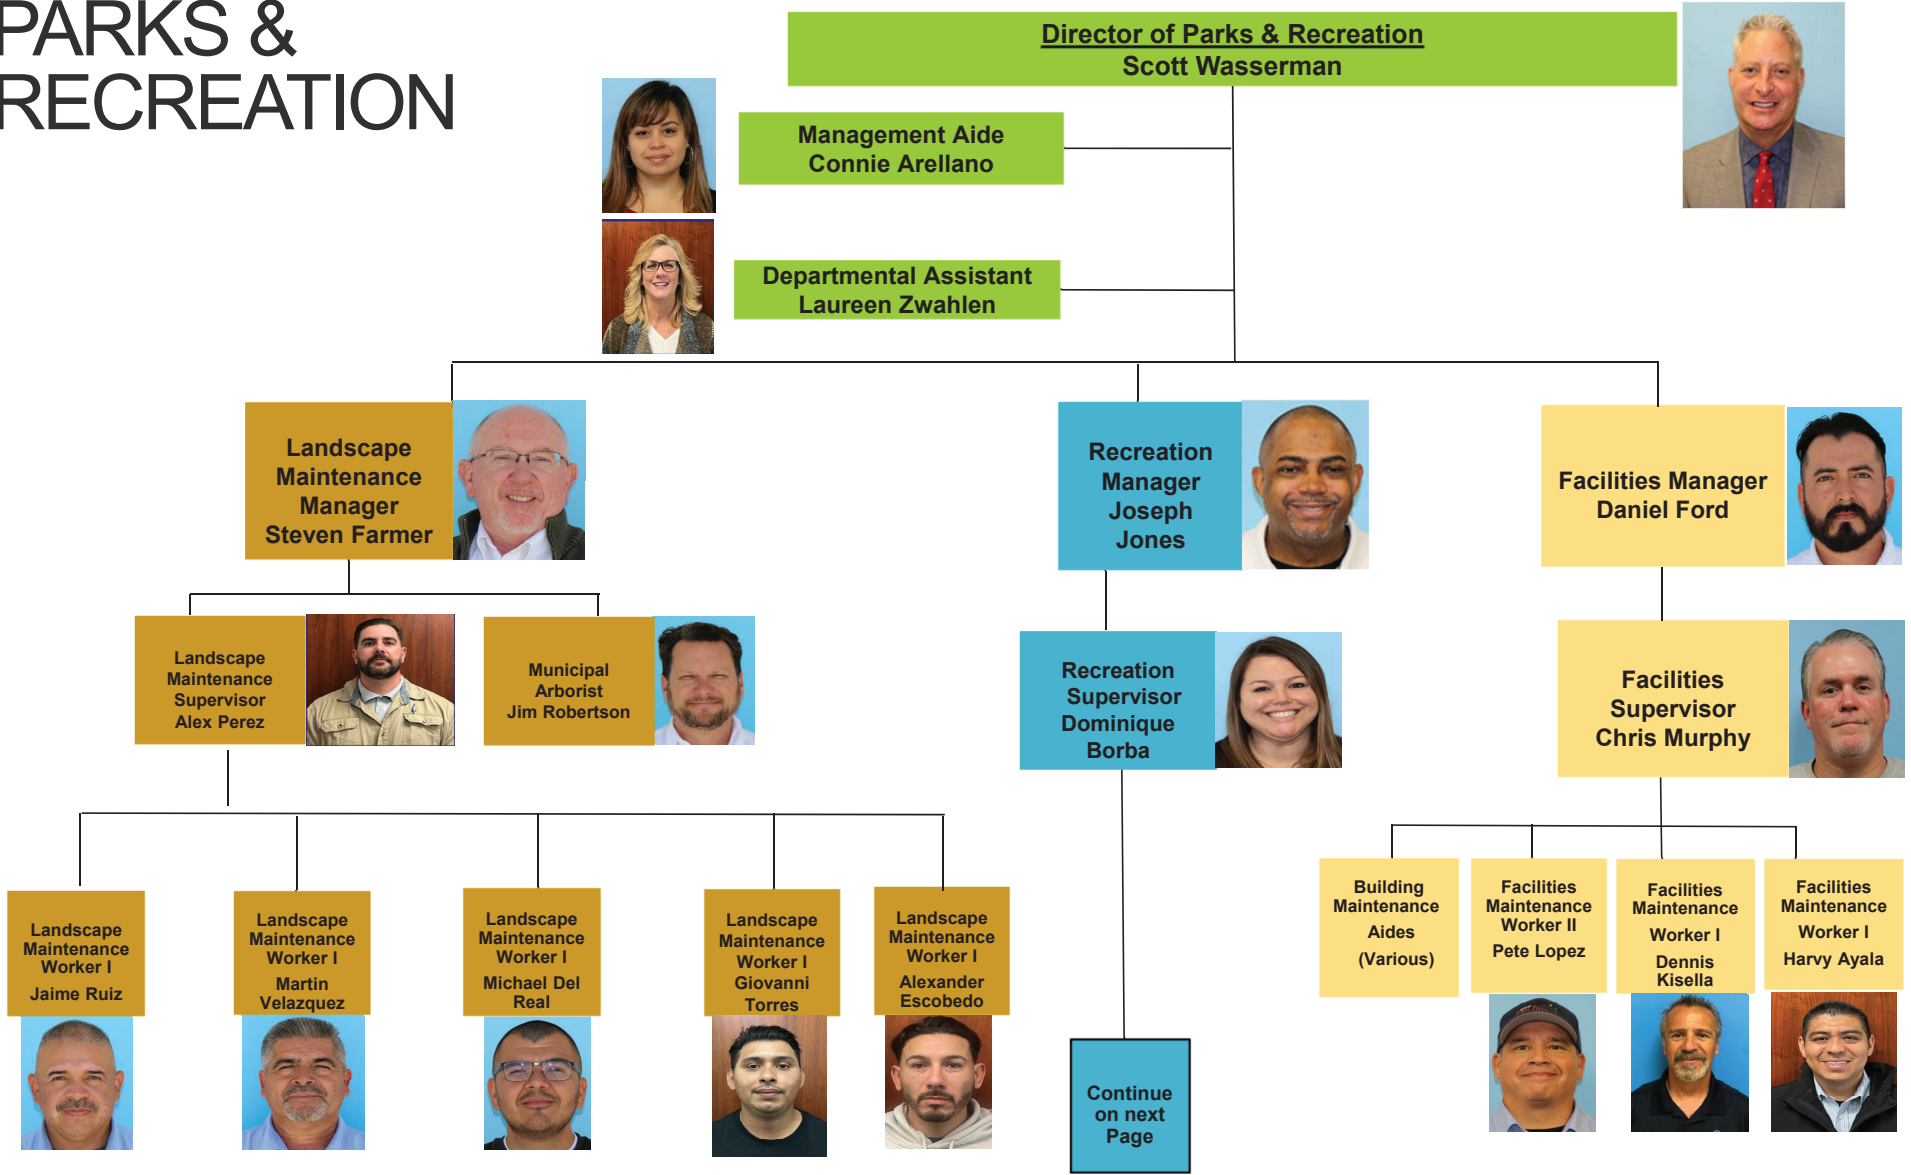 PARKS &
RECREATION
Director of Parks & Recreation
Scott Wasserman
Management Aide
Connie Arellano
Departmental Assistant
Laureen Zwahlen
Landscape
Maintenance
Manager
Steven Farmer
Recreation
Manager
Joseph
Jones
Facilities Manager
Daniel Ford
Landscape
Maintenance
Supervisor
Alex Perez
Municipal
Arborist
Jim Robertson
Recreation
Supervisor
Dominique
Borba
Facilities
Supervisor
Chris Murphy
Landscape
Maintenance
Worker I
Jaime Ruiz
Landscape
Maintenance
Worker I
Martin
Velazquez
Landscape
Maintenance
Worker I
Michael Del
Real
Landscape
Maintenance
Worker I
Giovanni
Torres
Landscape
Maintenance
Worker I
Alexander
Escobedo
Continue
on next
Page
Building
Maintenance
Aides
(Various)
Facilities
Maintenance
Worker II
Pete Lopez
Facilities
Maintenance
Worker I
Dennis
Kisella
Facilities
Maintenance
Worker I
Harvy Ayala